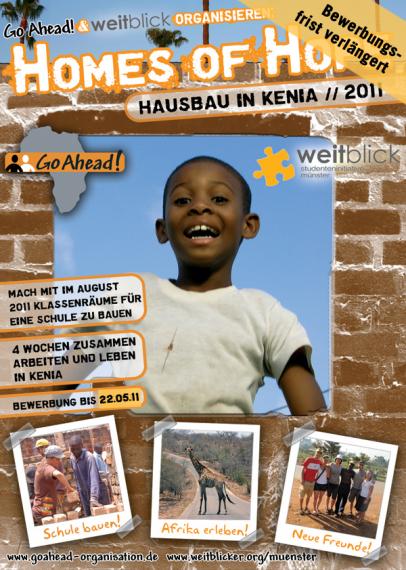 Go Ahead! & weitblick ORGANISIEREN:
Bewerbungs-
frist verlängert
HOMES OF
HAUSBAU IN KENIA // 2011
Go Ahead!
weitblick
studenteninitiative
münster
MACH MIT IM AUGUST
2011 KLASSENRÄUME FÜR
EINE SCHULE ZU BAUEN
4 WOCHEN ZUSAMMEN
ARBEITEN UND LEBEN
IN KENIA
BEWERBUNG BIS 22.05.11
Schule bauen!
Afrika erleben!
Neue Freunde!
www.goahead-organisation.de www.weitblicker.org/muenster